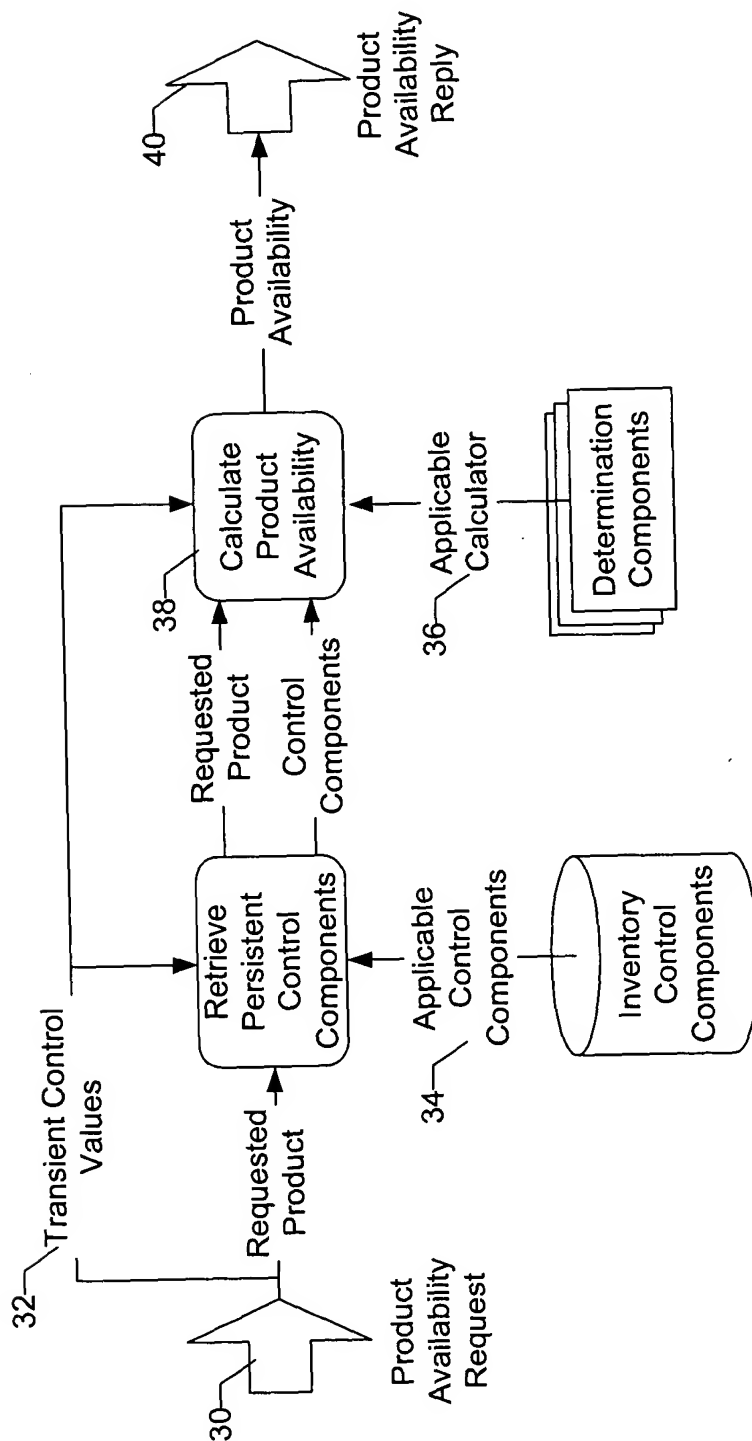 32
Transient Control
Values
30
Product
Availability
Request
Requested
Product
Retrieve
Persistent
Control
Components
34
Applicable
Control
Components
Inventory
Control
Components
Requested
Product
Control
Components
38
Calculate
Product
Availability
36
Applicable
Calculator
Determination
Components
Product
Availability
40
Product
Availability
Reply